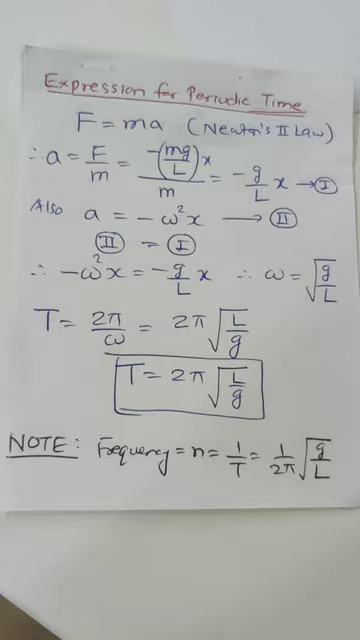 Expression for Periodic Time
F = ma (Newton's II Law)
∴ a = F/m = -(mg/L)x / m = -g/L x → Ⓘ
Also a = -ω²x → Ⅱ
Ⅱ = Ⓘ
∴ -ω²x = -g/L x ∴ ω = √(g/L)
T = 2π/ω = 2π √(L/g)
T = 2π √(L/g)
NOTE: Frequency = n = 1/T = 1/2π √(g/L)